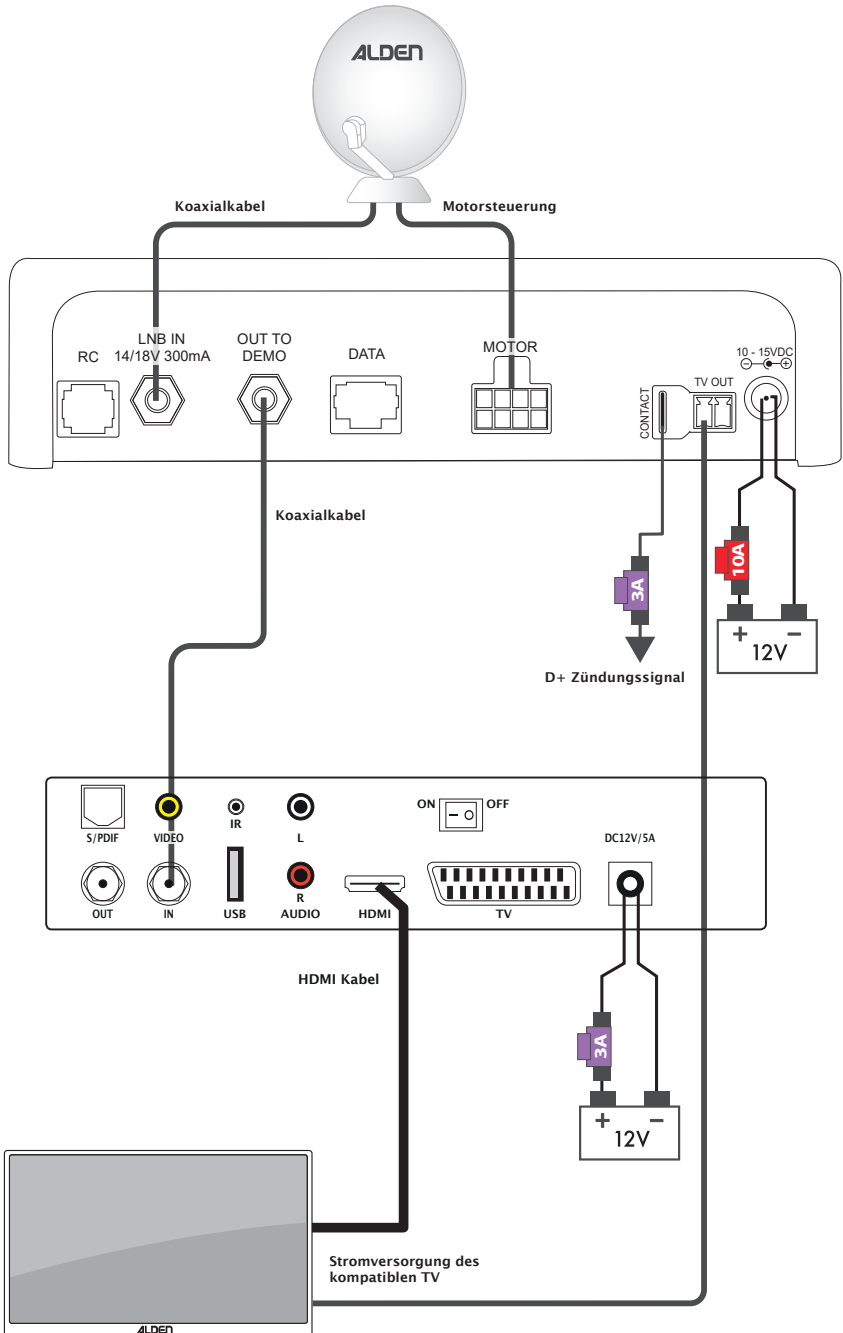 ALDEN
Koaxialkabel
Motorsteuerung
RC
LNB IN
14/18V 300mA
OUT TO
DEMO
DATA
MOTOR
CONTACT
TV OUT
10 - 15VDC
Koaxialkabel
3A
10A
+ −
12V
D+ Zündungssignal
S/PDIF
VIDEO
IR
L
ON
OFF
DC12V/5A
OUT
IN
USB
R
AUDIO
HDMI
TV
HDMI Kabel
3A
+ −
12V
Stromversorgung des
kompatiblen TV
ALDEN